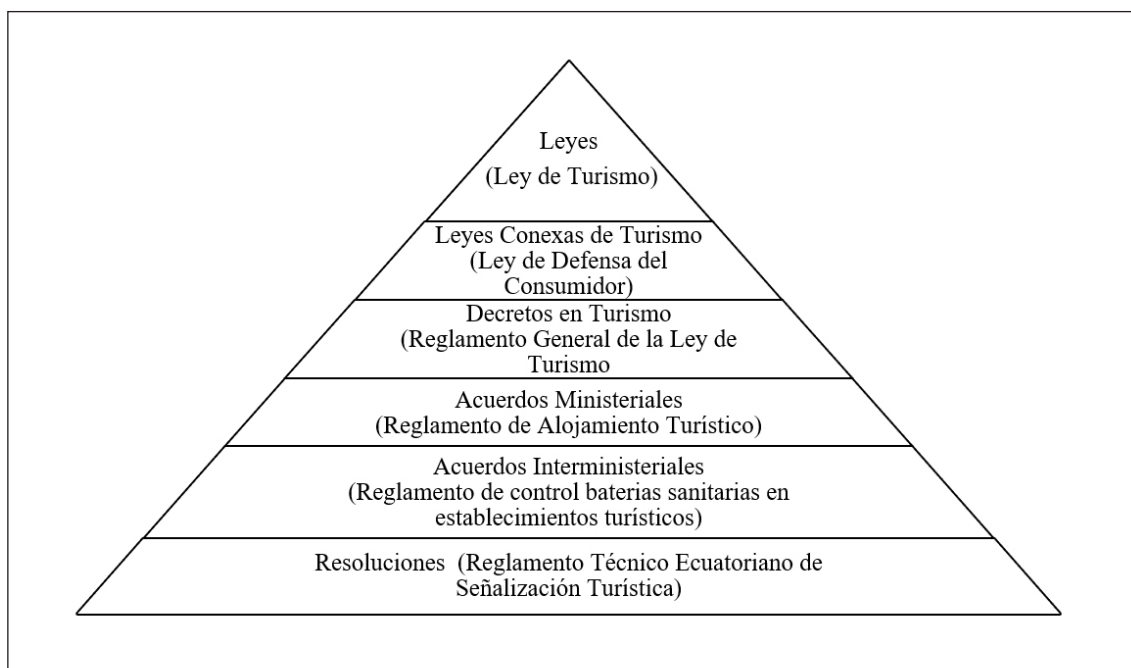 Leyes
(Ley de Turismo)
Leyes Conexas de Turismo
(Ley de Defensa del
Consumidor)
Decretos en Turismo
(Reglamento General de la Ley de
Turismo
Acuerdos Ministeriales
(Reglamento de Alojamiento Turístico)
Acuerdos Interministeriales
(Reglamento de control baterias sanitarias en
establecimientos turísticos)
Resoluciones  (Reglamento Técnico Ecuatoriano de
Señalización Turística)